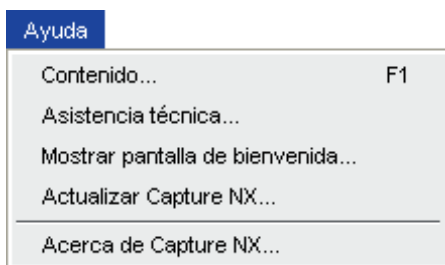 Ayuda
Contenido... F1
Asistencia técnica...
Mostrar pantalla de bienvenida...
Actualizar Capture NX...
Acerca de Capture NX...